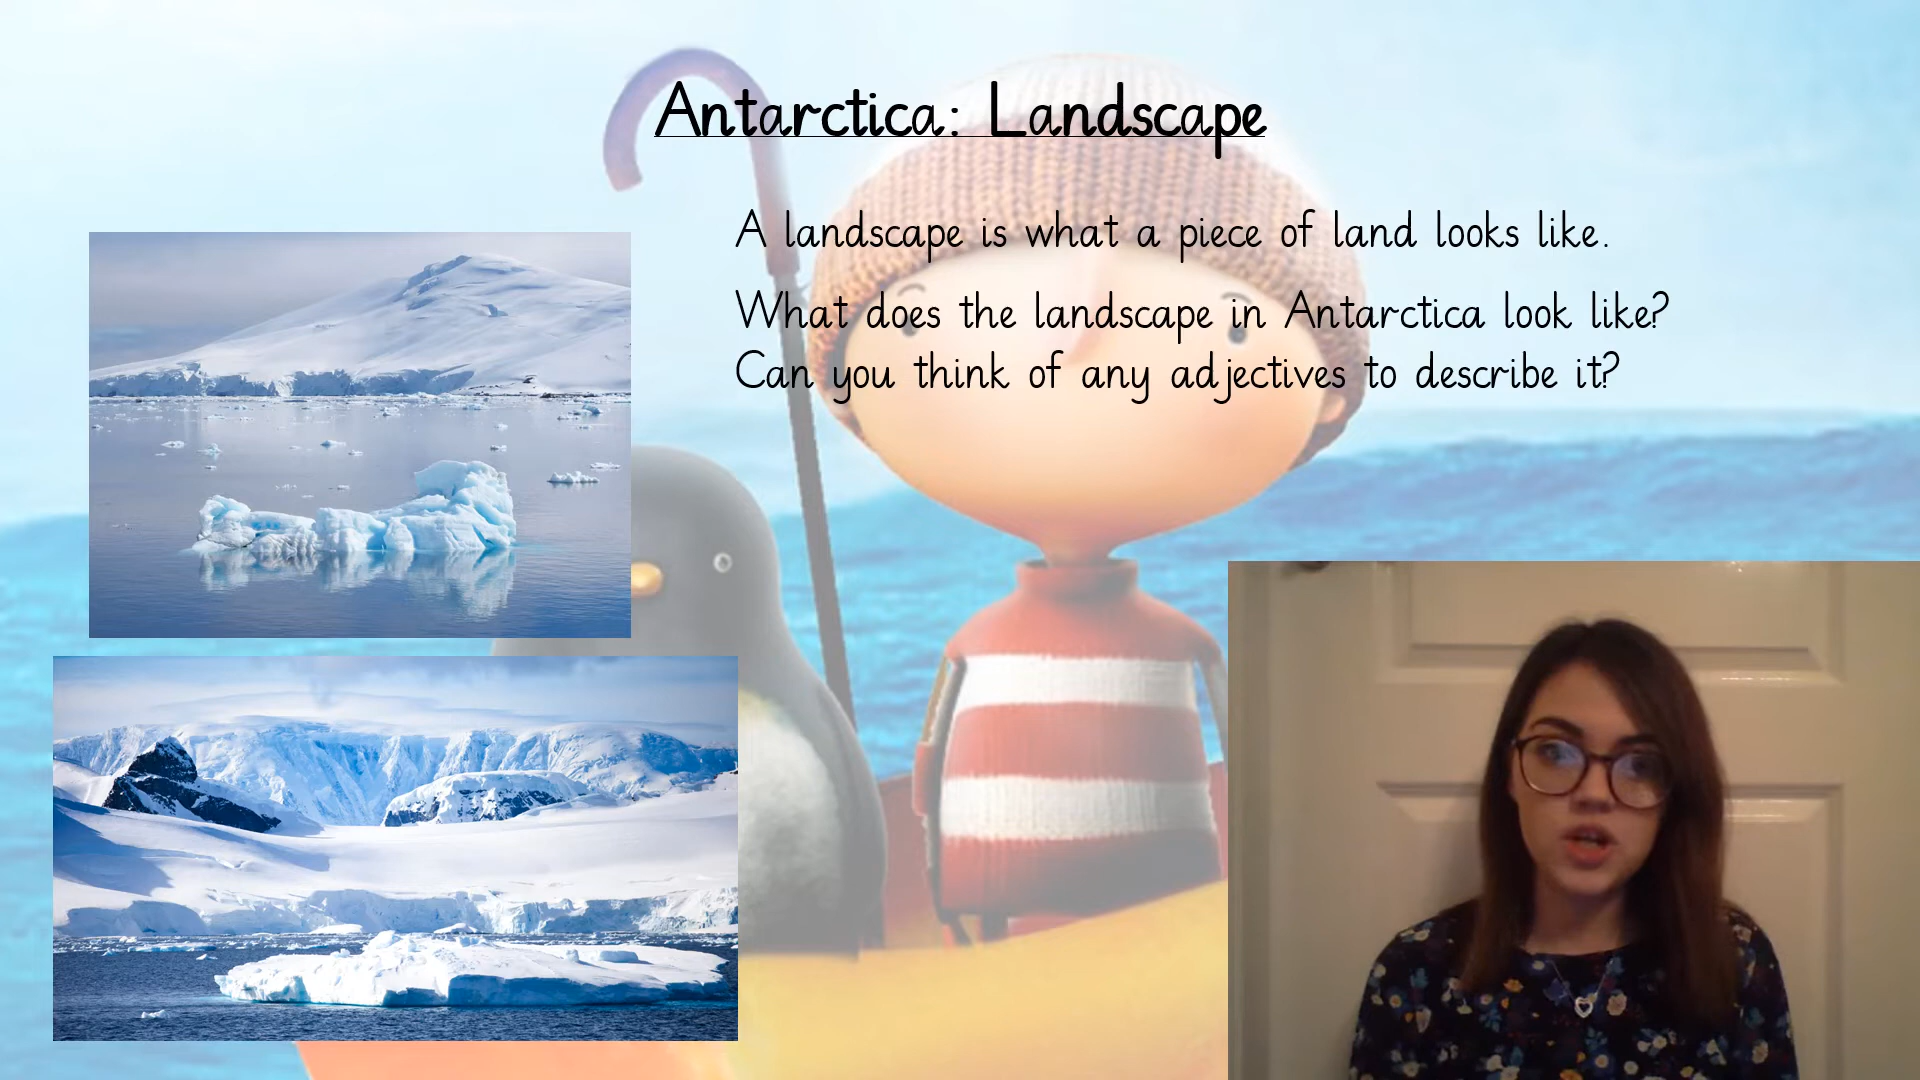 Antarctica: Landscape
A landscape is what a piece of land looks like.
What does the landscape in Antarctica look like?
Can you think of any adjectives to describe it?